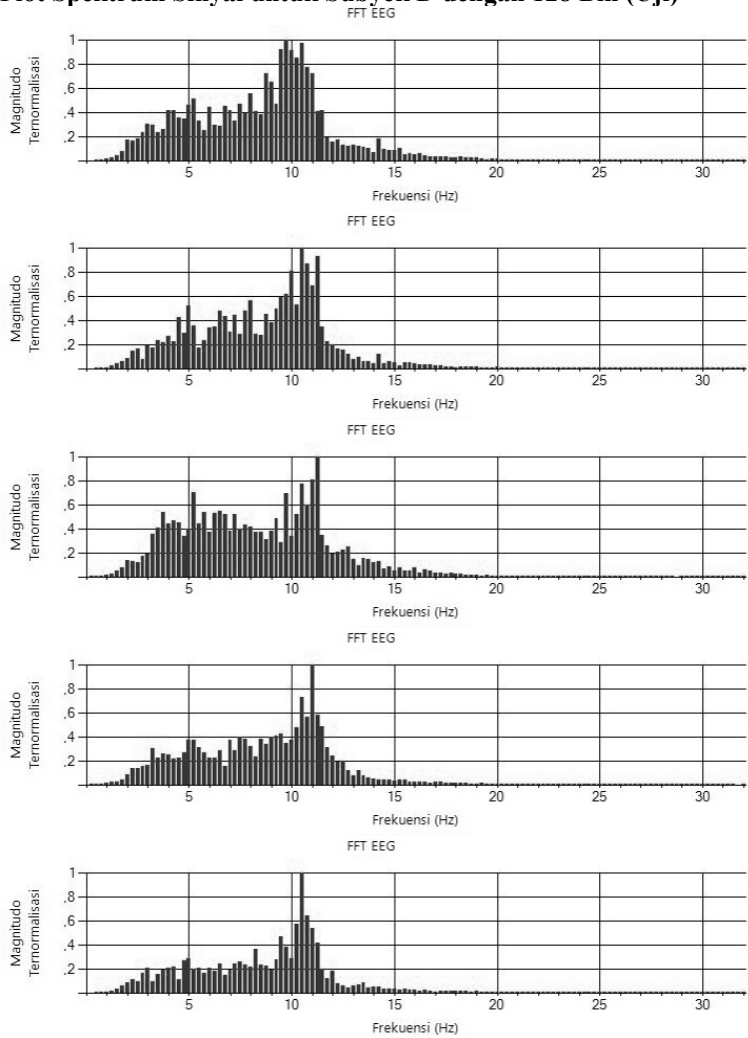 Plot Spektrum Sinyal untuk Subyek dengan 128 Bin (Uji)
FFT EEG
Magnitudo
Ternormalisasi
1
.8
.6
.4
.2
5 10 15 20 25 30
Frekuensi (Hz)
FFT EEG
Magnitudo
Ternormalisasi
1
.8
.6
.4
.2
5 10 15 20 25 30
Frekuensi (Hz)
FFT EEG
Magnitudo
Ternormalisasi
1
.8
.6
.4
.2
5 10 15 20 25 30
Frekuensi (Hz)
FFT EEG
Magnitudo
Ternormalisasi
1
.8
.6
.4
.2
5 10 15 20 25 30
Frekuensi (Hz)
FFT EEG
Magnitudo
Ternormalisasi
1
.8
.6
.4
.2
5 10 15 20 25 30
Frekuensi (Hz)